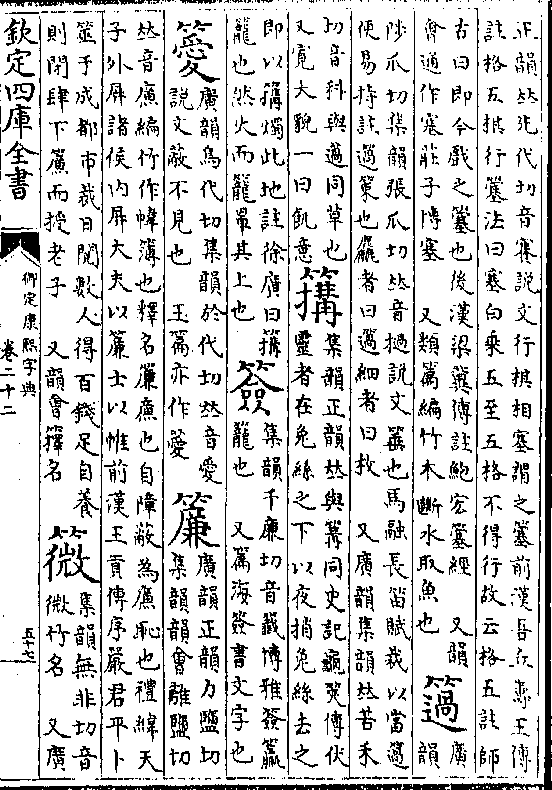 正韻𠀤先代切音賽說文行棋相塞謂之簺前漢吾丘壽王傳
註格五棋行簺法曰塞白乘五至五格不得行故云格五註師
古曰即今戲之簺也後漢梁冀傳註鮑宏簺經 又韻
會通作塞莊子博塞 又類篇編竹木斷水取魚也
簻
廣
韻
陟瓜切集韻張瓜切𠀤音撾說文箠也馬融長笛賦裁以當簻
便易持註簻策也麤者曰簻細者曰枚 又廣韻集韻𠀤苦禾
切音科與薖同草也
又寬大貌一曰飢意
簼
集韻正韻𠀤與篝同史記龜筴傳伏
靈者在兔絲之下以夜捎兔絲去之
即以簼燭此地註徐廣曰簼
籠也然火而籠罩其上也
簽
集韻千廉切音籤博雅簽籯
籠也 又篇海簽書文字也
𥴨
廣韻烏代切集韻於代切𠀤音愛
說文蔽不見也 玉篇亦作薆
簾
廣韻正韻力鹽切
集韻韻會離鹽切
𠀤音廉編竹作幃簿也釋名簾廉也自障蔽為廉恥也禮緯天
子外屏諸侯內屏大夫以簾士以帷前漢王貢傳序嚴君平卜
筮于成都市裁日閱數人得百錢足自養
則閉肆下簾而授老子 又韻會籜名
䉠
集韻無非切音
微竹名 又廣
欽定四庫全書
御定康熙字典
卷二十二
五十七